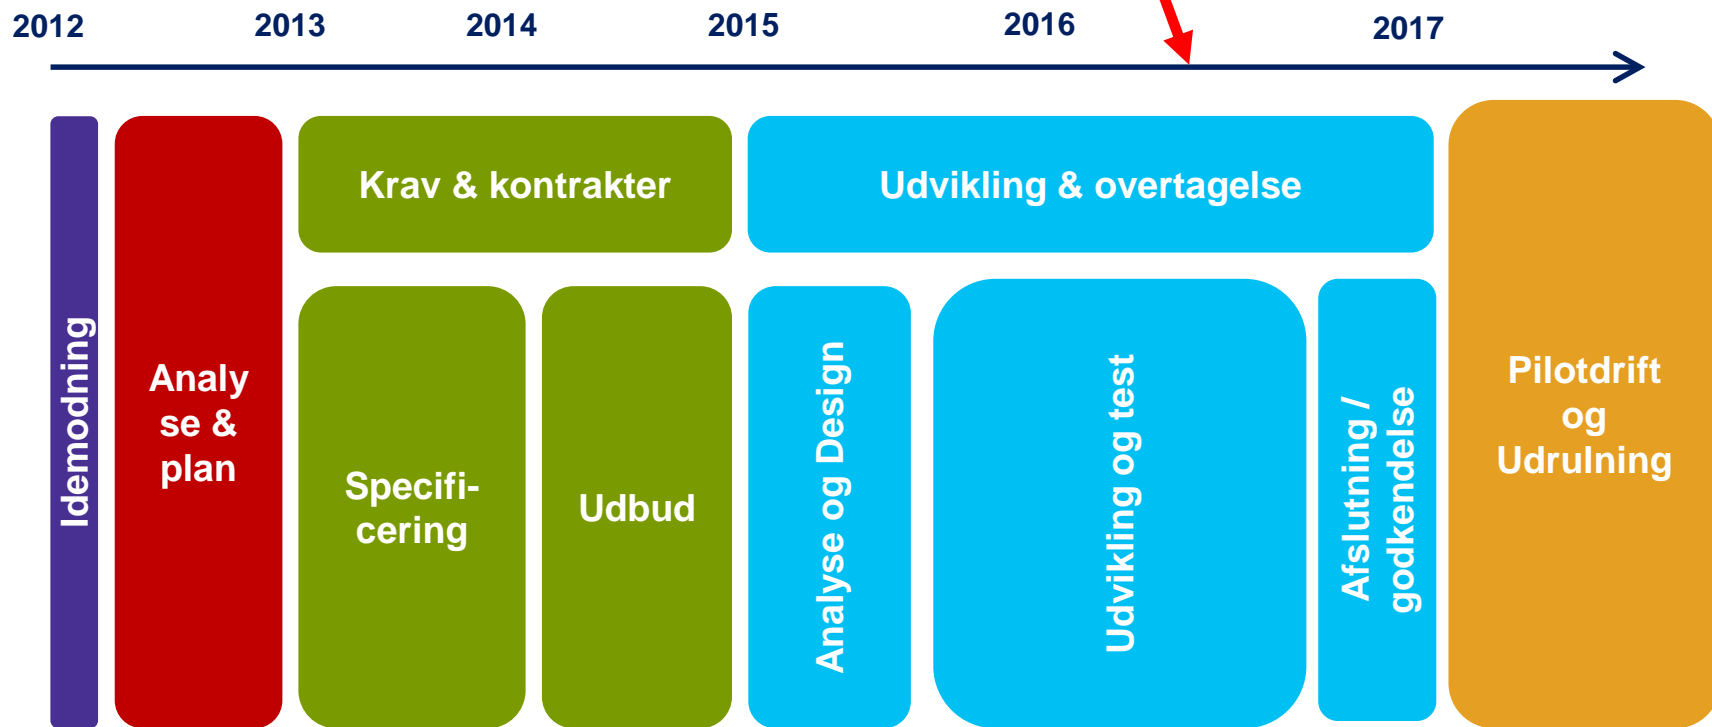 2012 2013 2014 2015 2016 2017
Krav & kontrakter
Udvikling & overtagelse
Idemodning
Analy
se &
plan
Specifi-
cering
Udbud
Analyse og Design
Udvikling og test
Afslutning /
godkendelse
Pilotdrift
og
Udrulning